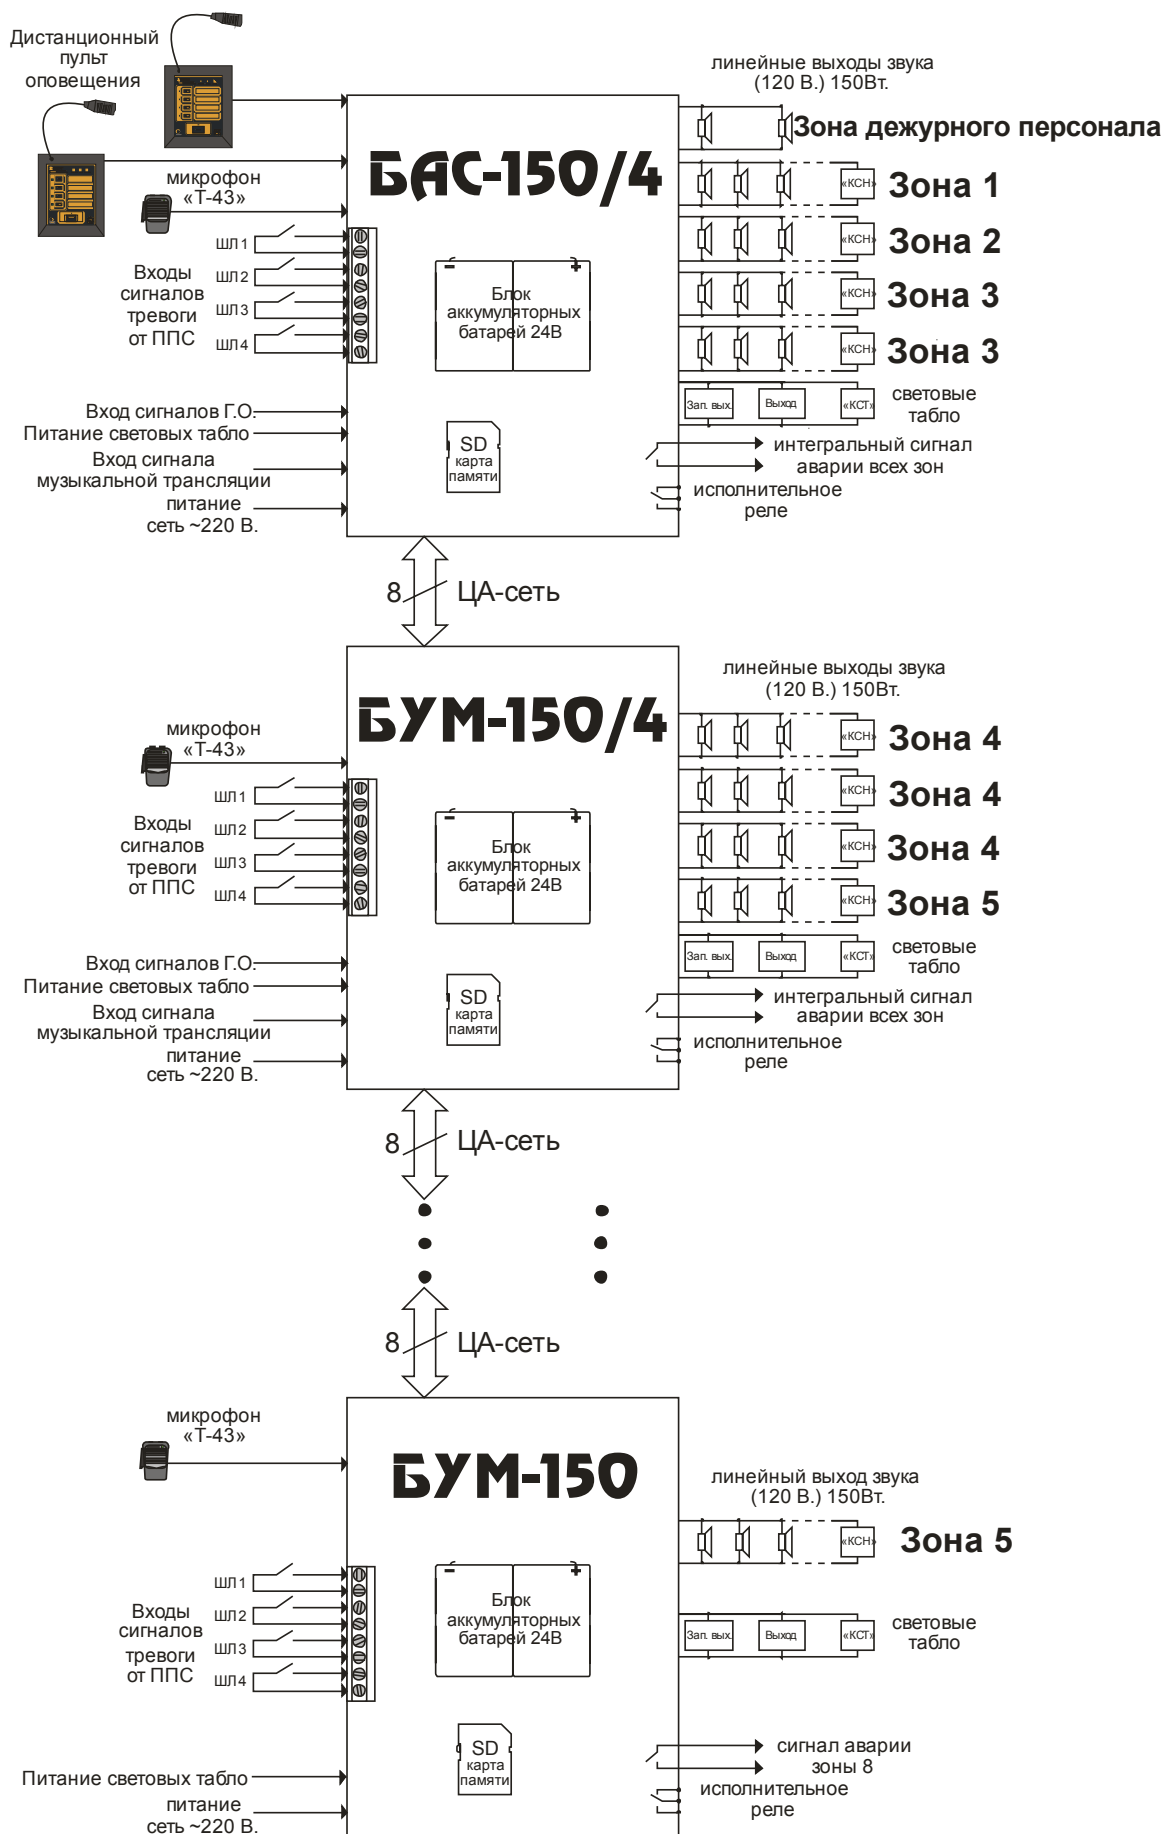 Дистанционный
пульт
оповещения
линейные выходы звука
(120 В.) 150Вт.
Зона дежурного персонала
БАС-150/4
микрофон
«Т-43»
«КСН»
Зона 1
«КСН»
Зона 2
«КСН»
Зона 3
«КСН»
Зона 3
ШЛ1
ШЛ2
ШЛ3
ШЛ4
Входы
сигналов
тревоги
от ППС
Блок
аккумуляторных
батарей 24В
Зап. вых.
Выход
«КСТ»
световые
табло
Вход сигналов Г.О.
Питание световых табло
Вход сигнала
музыкальной трансляции
питание
сеть ~220 В.
SD
карта
памяти
интегральный сигнал
аварии всех зон
исполнительное
реле
8
ЦА-сеть
линейные выходы звука
(120 В.) 150Вт.
БУМ-150/4
микрофон
«Т-43»
«КСН»
Зона 4
«КСН»
Зона 4
«КСН»
Зона 4
«КСН»
Зона 5
ШЛ1
ШЛ2
ШЛ3
ШЛ4
Входы
сигналов
тревоги
от ППС
Блок
аккумуляторных
батарей 24В
Зап. вых.
Выход
«КСТ»
световые
табло
Вход сигналов Г.О.
Питание световых табло
Вход сигнала
музыкальной трансляции
питание
сеть ~220 В.
SD
карта
памяти
интегральный сигнал
аварии всех зон
исполнительное
реле
8
ЦА-сеть
8
ЦА-сеть
микрофон
«Т-43»
БУМ-150
линейный выход звука
(120 В.) 150Вт.
«КСН»
Зона 5
ШЛ1
ШЛ2
ШЛ3
ШЛ4
Входы
сигналов
тревоги
от ППС
Блок
аккумуляторных
батарей 24В
Зап. вых.
Выход
«КСТ»
световые
табло
SD
карта
памяти
сигнал аварии
зоны 8
исполнительное
реле
Питание световых табло
питание
сеть ~220 В.